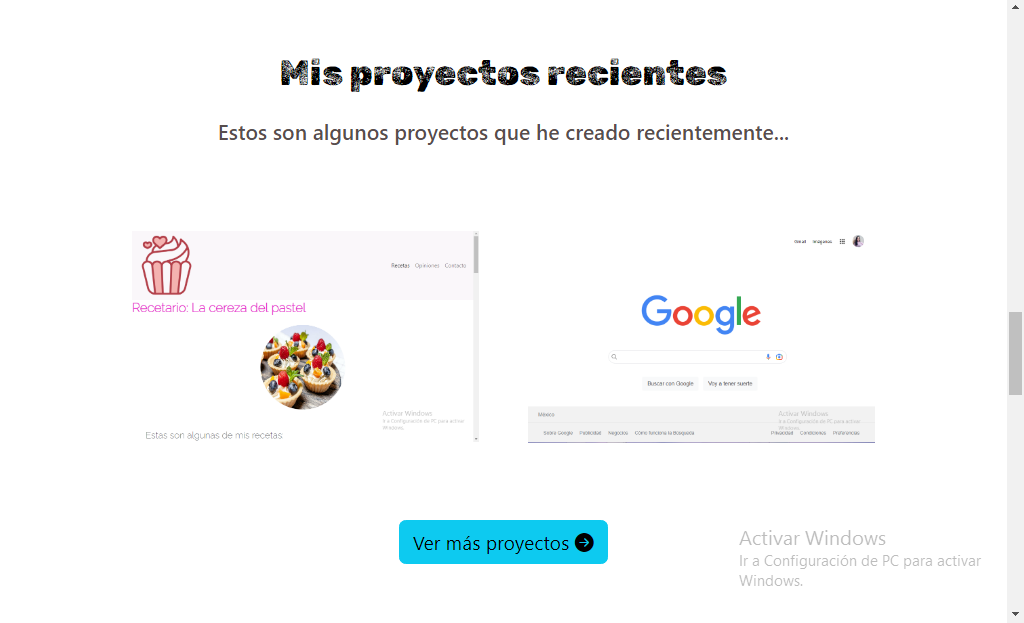 Mis proyectos recientes
Estos son algunos proyectos que he creado recientemente...
Recetas Opiniones Contacto
Recetario: La cereza del pastel
Activar Windows
Ir a Configuración de PC para activar
Windows.
Estas son algunas de mis recetas:
Gmail Imágenes
Google
Buscar con Google Voy a tener suerte
México
Activar Windows
Ir a Configuración de PC para activar
Windows.
Sobre Google Publicidad Negocios Cómo funciona la Búsqueda Privacidad Condiciones Preferencias
Ver más proyectos
Activar Windows
Ir a Configuración de PC para activar
Windows.